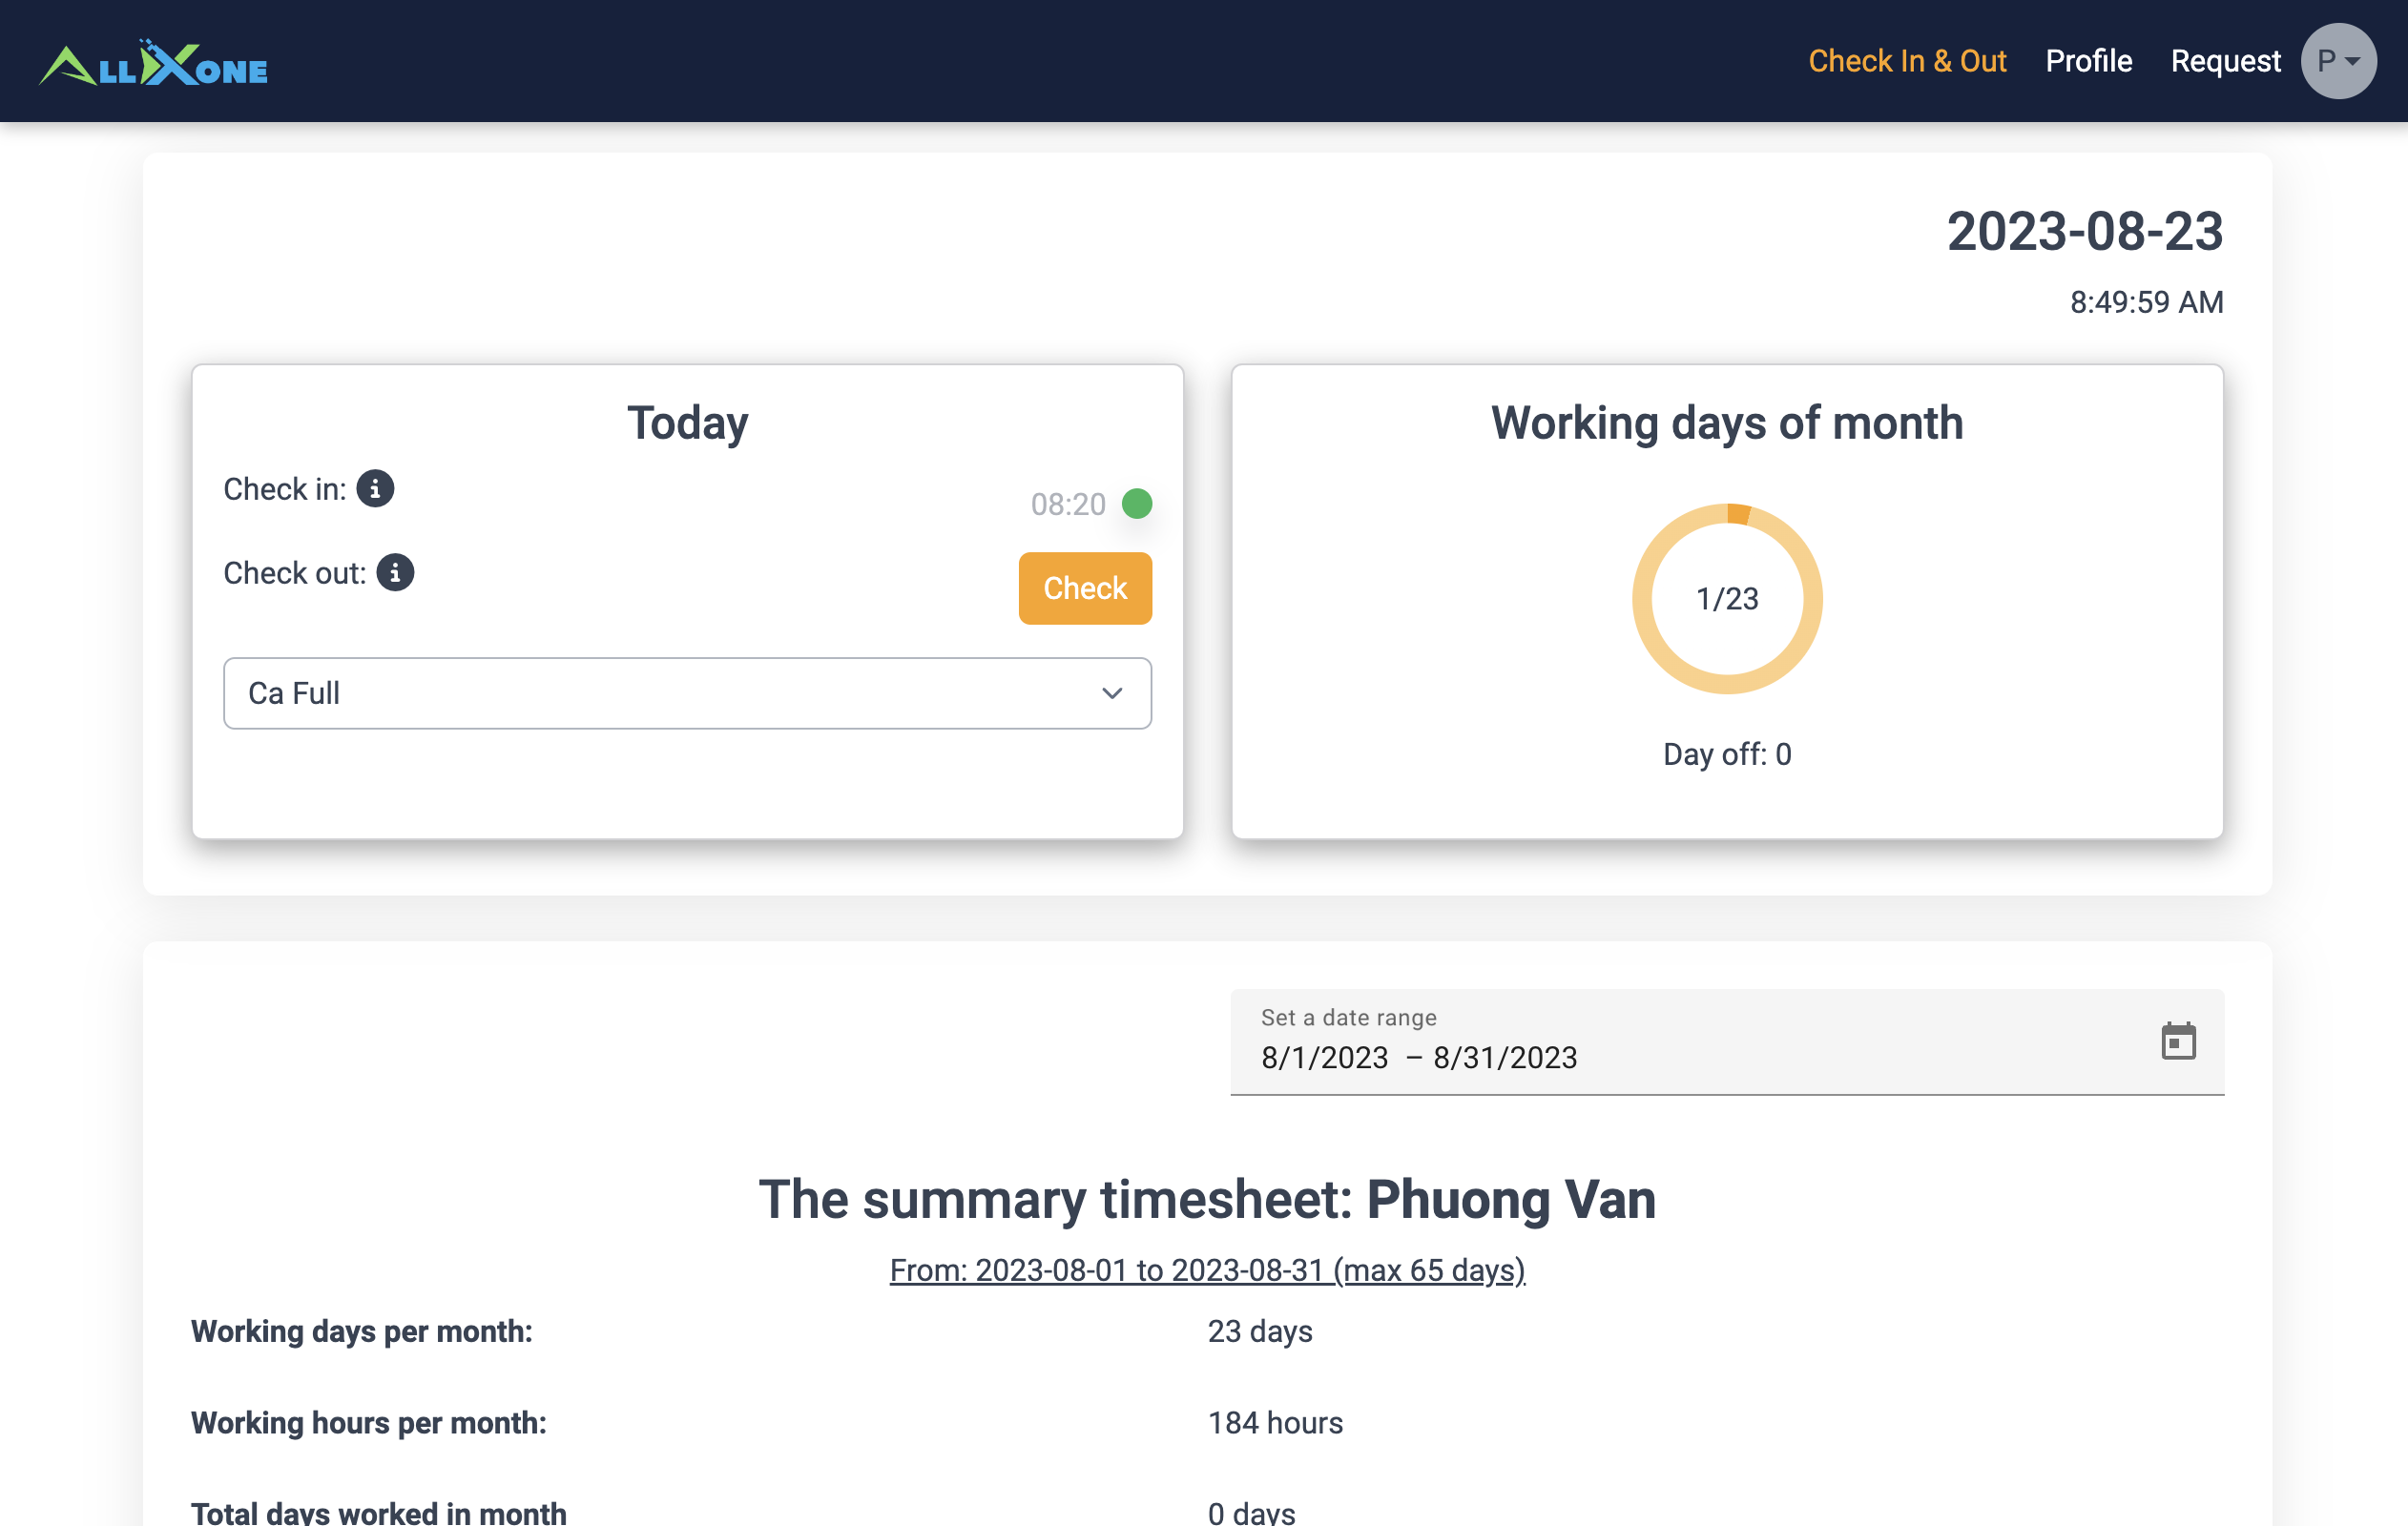 ALLXONE
Check In & Out Profile Request P
2023-08-23
8:49:59 AM
Today
Check in:
08:20
Check out:
Check
Ca Full
Working days of month
1/23
Day off: 0
Set a date range
8/1/2023 – 8/31/2023
The summary timesheet: Phuong Van
From: 2023-08-01 to 2023-08-31 (max 65 days)
Working days per month: 23 days
Working hours per month: 184 hours
Total days worked in month 0 days